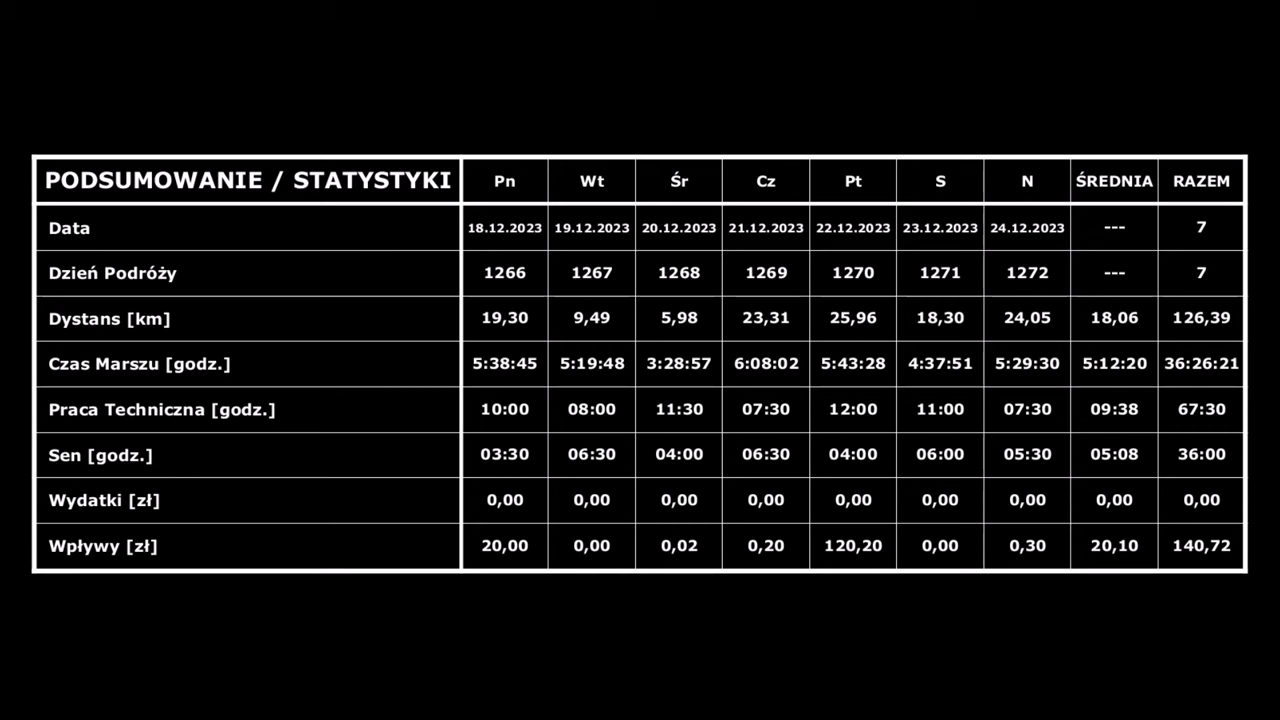 PODSUMOWANIE / STATYSTYKI Pn Wt Śr Cz Pt S N ŚREDNIA RAZEM
Data 18.12.2023 19.12.2023 20.12.2023 21.12.2023 22.12.2023 23.12.2023 24.12.2023 --- 7
Dzień Podróży 1266 1267 1268 1269 1270 1271 1272 --- 7
Dystans [km] 19,30 9,49 5,98 23,31 25,96 18,30 24,05 18,06 126,39
Czas Marszu [godz.] 5:38:45 5:19:48 3:28:57 6:08:02 5:43:28 4:37:51 5:29:30 5:12:20 36:26:21
Praca Techniczna [godz.] 10:00 08:00 11:30 07:30 12:00 11:00 07:30 09:38 67:30
Sen [godz.] 03:30 06:30 04:00 06:30 04:00 06:00 05:30 05:08 36:00
Wydatki [zł] 0,00 0,00 0,00 0,00 0,00 0,00 0,00 0,00 0,00
Wpływy [zł] 20,00 0,00 0,02 0,20 120,20 0,00 0,30 20,10 140,72